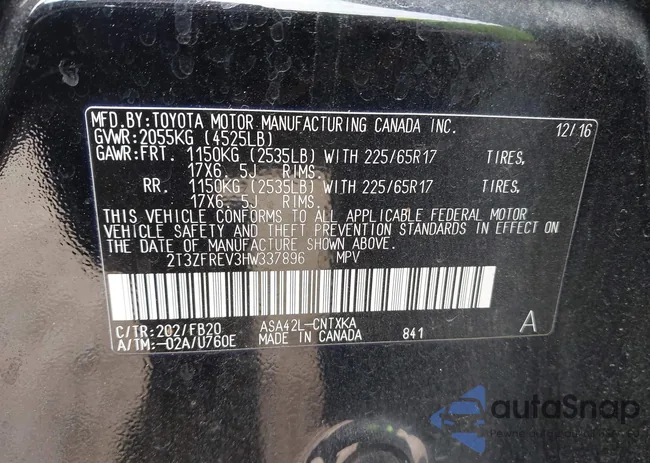 MFD.BY:TOYOTA MOTOR MANUFACTURING CANADA INC. 12/16
GVWR:2055KG (4525LB)
GAWR:FRT. 1150KG (2535LB) WITH 225/65R17 TIRES,
17X6. 5J RIMS.
RR. 1150KG (2535LB) WITH 225/65R17 TIRES,
17X6. 5J RIMS.
THIS VEHICLE CONFORMS TO ALL APPLICABLE FEDERAL MOTOR
VEHICLE SAFETY AND THEFT PREVENTION STANDARDS IN EFFECT ON
THE DATE OF MANUFACTURE SHOWN ABOVE.
2T3ZFREV3HW337896 MPV
C/TR:202/FB20 ASA42L-CNTXKA 841 A
A/TM:-02A/U760E MADE IN CANADA
autoSnap